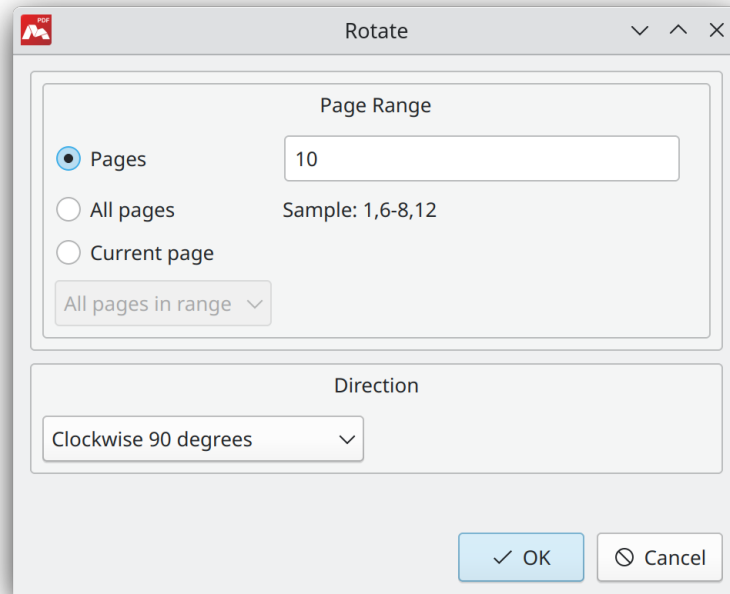 PDF
Rotate
Page Range
Pages
10
All pages
Sample: 1,6-8,12
Current page
All pages in range
Direction
Clockwise 90 degrees
OK
Cancel